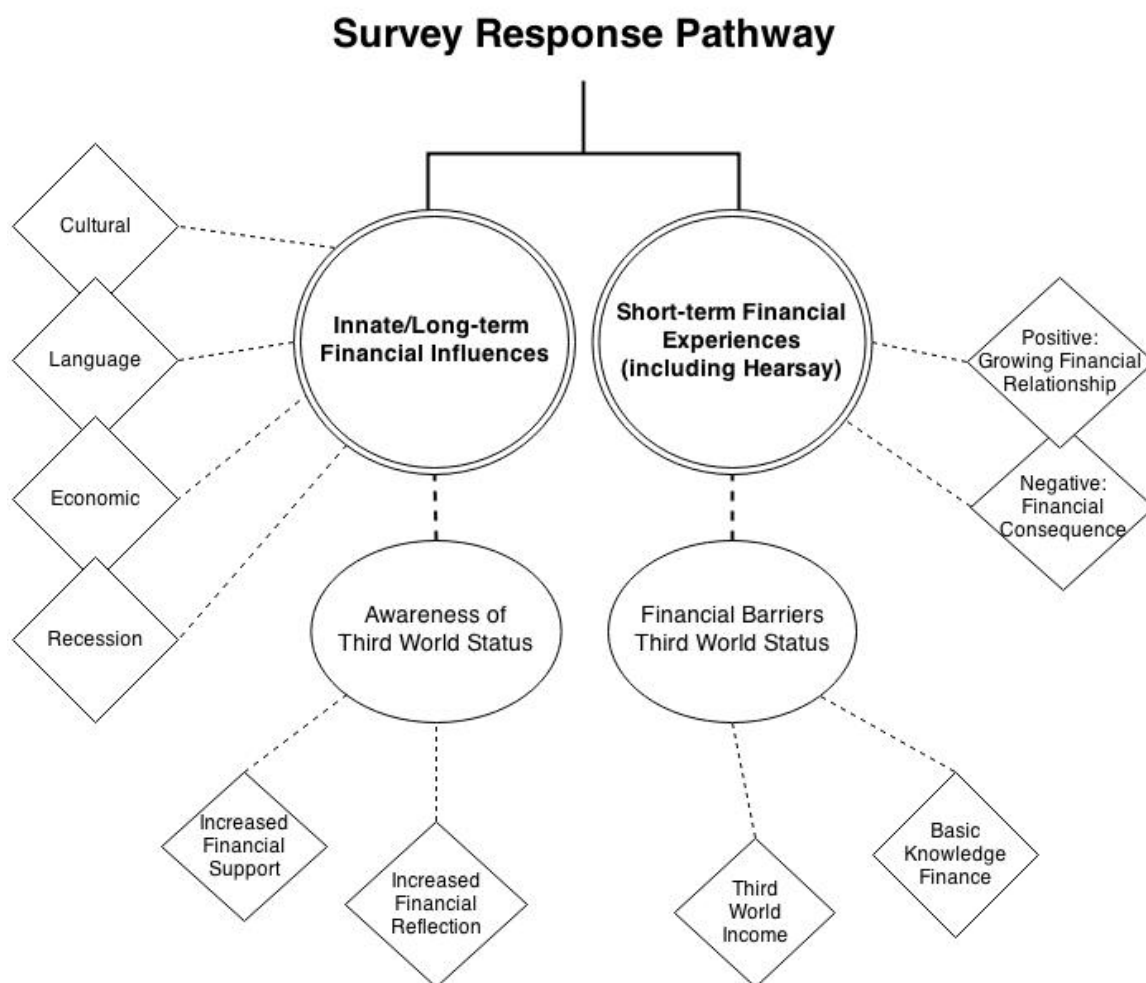 Survey Response Pathway
Cultural
Language
Economic
Recession
Innate/Long-term
Financial Influences
Short-term Financial
Experiences
(including Hearsay)
Positive:
Growing Financial
Relationship
Negative:
Financial
Consequence
Awareness of
Third World Status
Financial Barriers
Third World Status
Increased
Financial
Support
Increased
Financial
Reflection
Third
World
Income
Basic
Knowledge
Finance